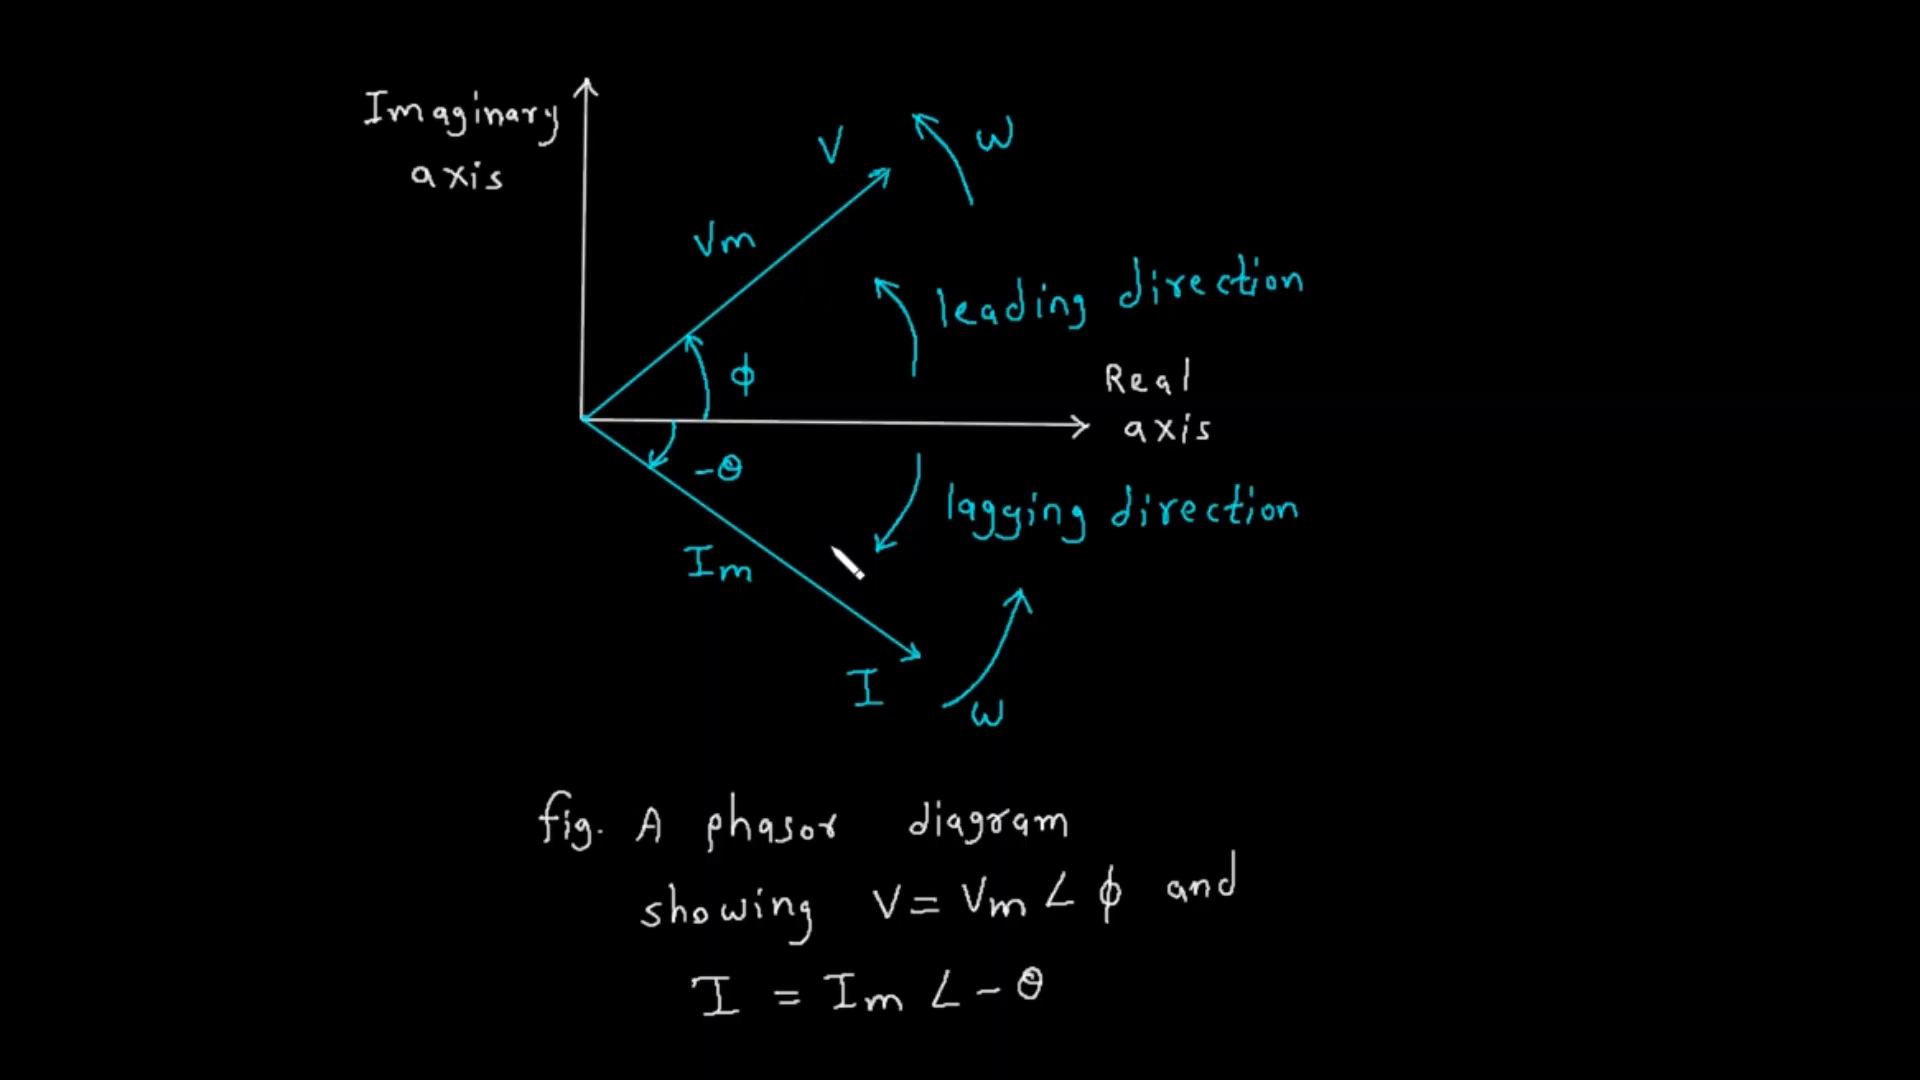 Imaginary
axis
V
ω
Vm
leading direction
ϕ
Real
axis
-θ
lagging direction
Im
I
ω
fig. A phasor diagram
showing V = Vm ∠ ϕ and
I = Im ∠ - θ